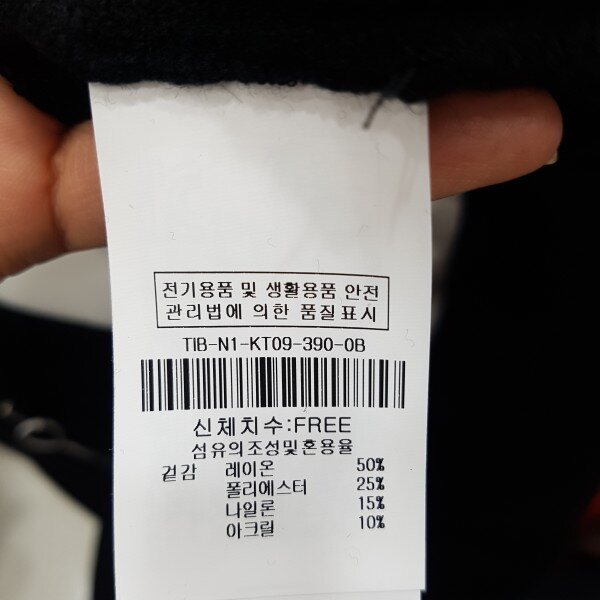 전기용품 및 생활용품 안전
관리법에 의한 품질표시
TIB-N1-KT09-390-0B
신체치수:FREE
섬유의조성및혼용율
겉감 레이온 50%
폴리에스터 25%
나일론 15%
아크릴 10%